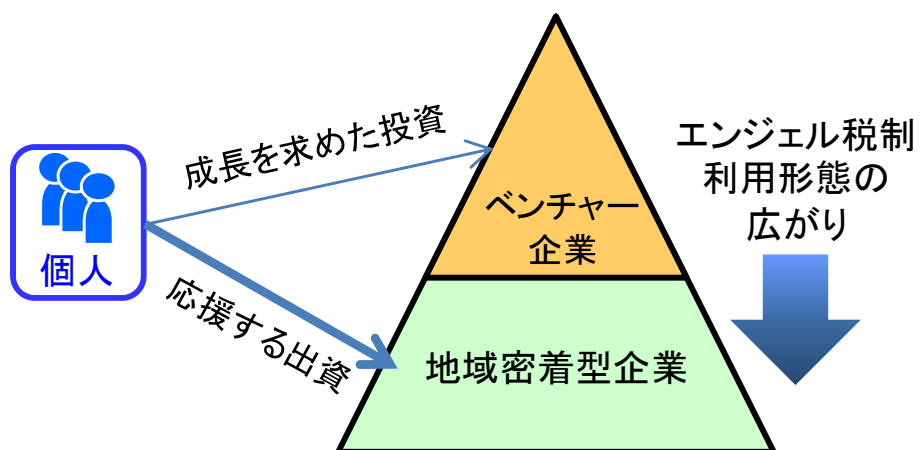 成長を求めた投資
個人
応援する出資
ベンチャー
企業
地域密着型企業
エンジェル税制
利用形態の
広がり